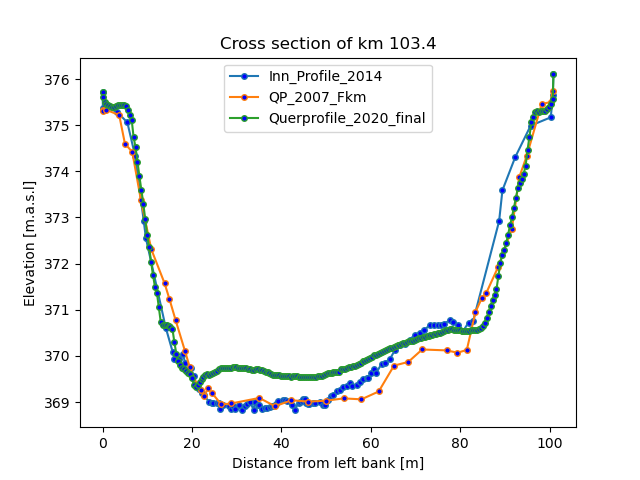 Cross section of km 103.4
Inn_Profile_2014
QP_2007_Fkm
Querprofile_2020_final
Elevation [m.a.s.l]
376
375
374
373
372
371
370
369
0 20 40 60 80 100
Distance from left bank [m]